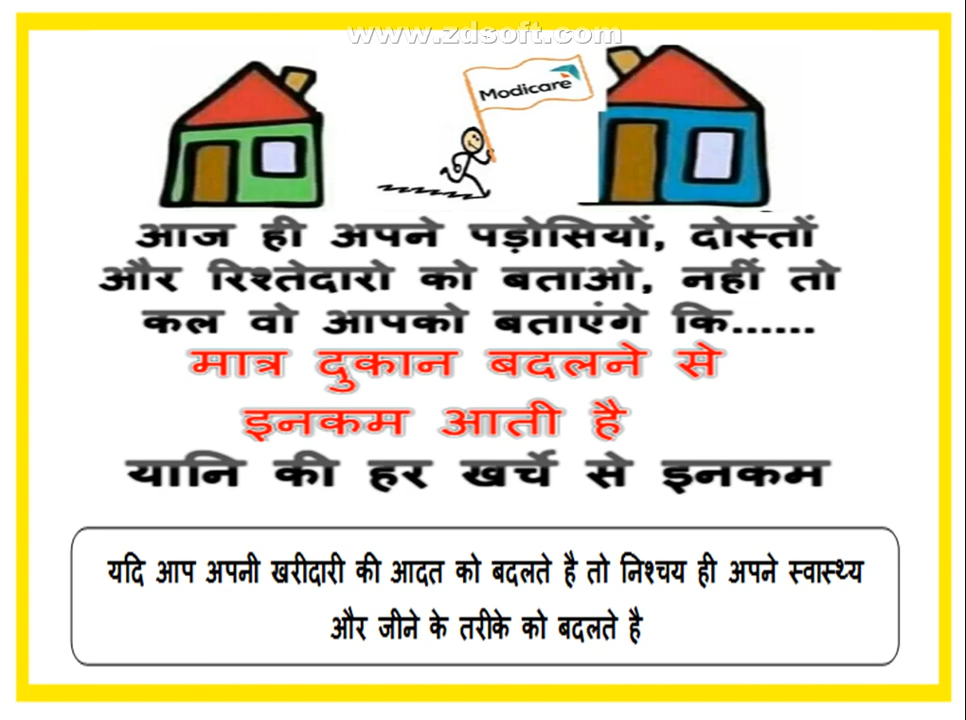 www.zdsoft.com
Modicare
आज ही अपने पड़ोसियों, दोस्तों
और रिश्तेदारो को बताओ, नहीं तो
कल वो आपको बताएंगे कि......
मात्र दुकान बदलने से
इनकम आती है
यानि की हर खर्चे से इनकम
यदि आप अपनी खरीदारी की आदत को बदलते है तो निश्चय ही अपने स्वास्थ्य
और जीने के तरीके को बदलते है